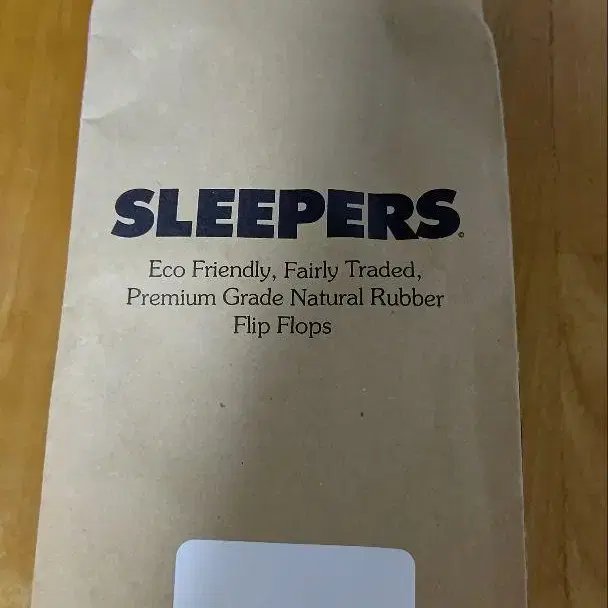 SLEEPERS
Eco Friendly, Fairly Traded,
Premium Grade Natural Rubber
Flip Flops